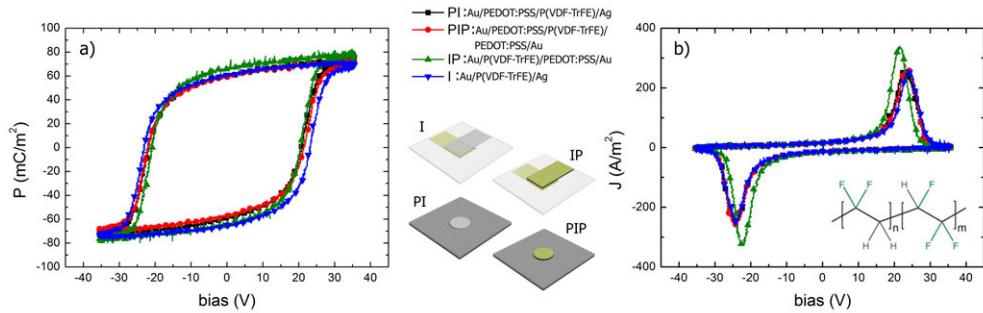 a)
P (mC/m²)
100
80
60
40
20
0
-20
-40
-60
-80
-100
-40
-30
-20
-10
0
10
20
30
40
bias (V)
PI:Au/PEDOT:PSS/P(VDF-TrFE)/Ag
PIP:Au/PEDOT:PSS/P(VDF-TrFE)/
PEDOT:PSS/Au
IP:Au/P(VDF-TrFE)/PEDOT:PSS/Au
I:Au/P(VDF-TrFE)/Ag
I
IP
PI
PIP
b)
J (A/m²)
400
200
0
-200
-400
-40
-30
-20
-10
0
10
20
30
40
bias (V)
F F H F
n m
H H F F